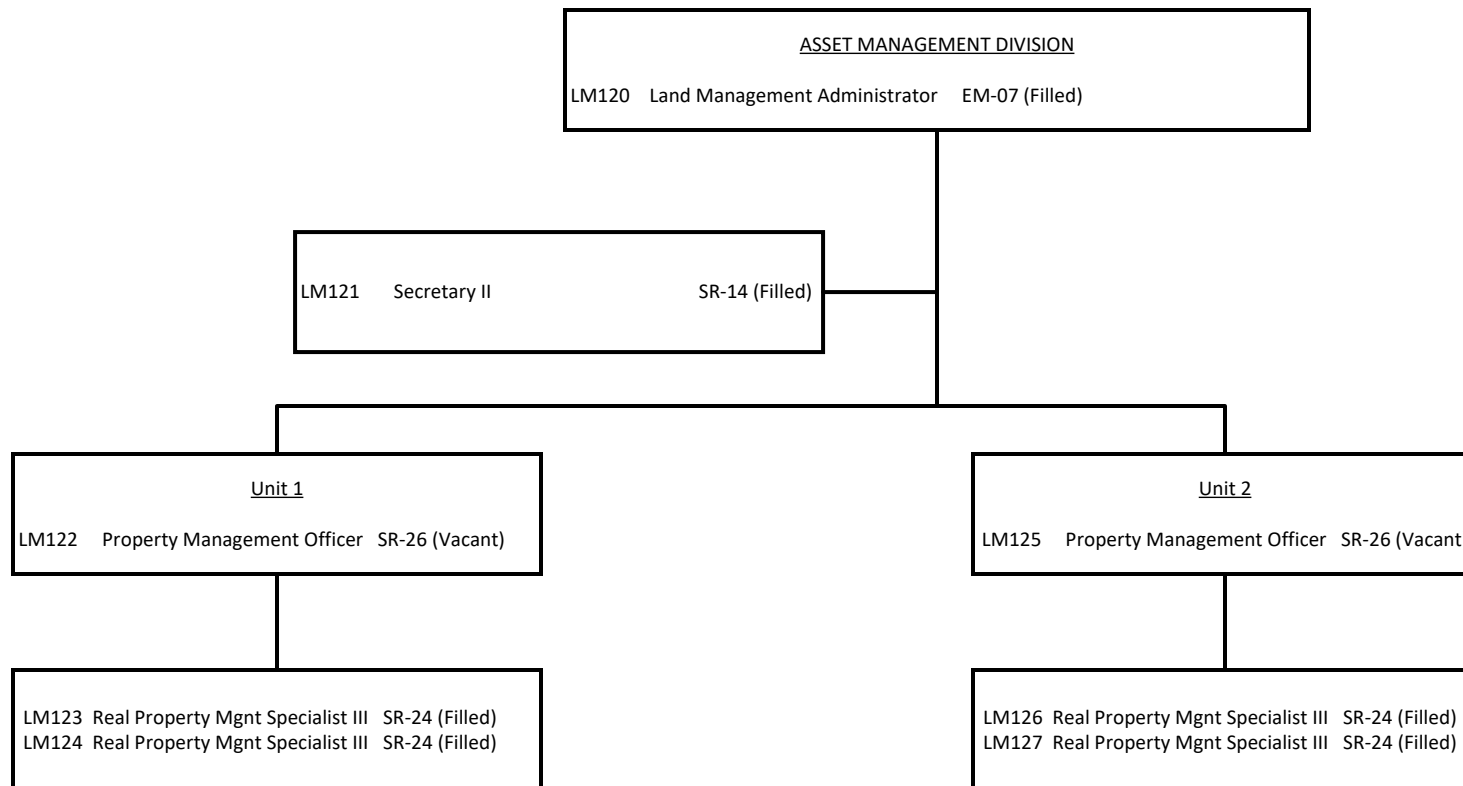 ASSET MANAGEMENT DIVISION
LM120 Land Management Administrator EM-07 (Filled)
LM121 Secretary II SR-14 (Filled)
Unit 1
LM122 Property Management Officer SR-26 (Vacant)
Unit 2
LM125 Property Management Officer SR-26 (Vacant
LM123 Real Property Mgnt Specialist III SR-24 (Filled)
LM124 Real Property Mgnt Specialist III SR-24 (Filled)
LM126 Real Property Mgnt Specialist III SR-24 (Filled)
LM127 Real Property Mgnt Specialist III SR-24 (Filled)